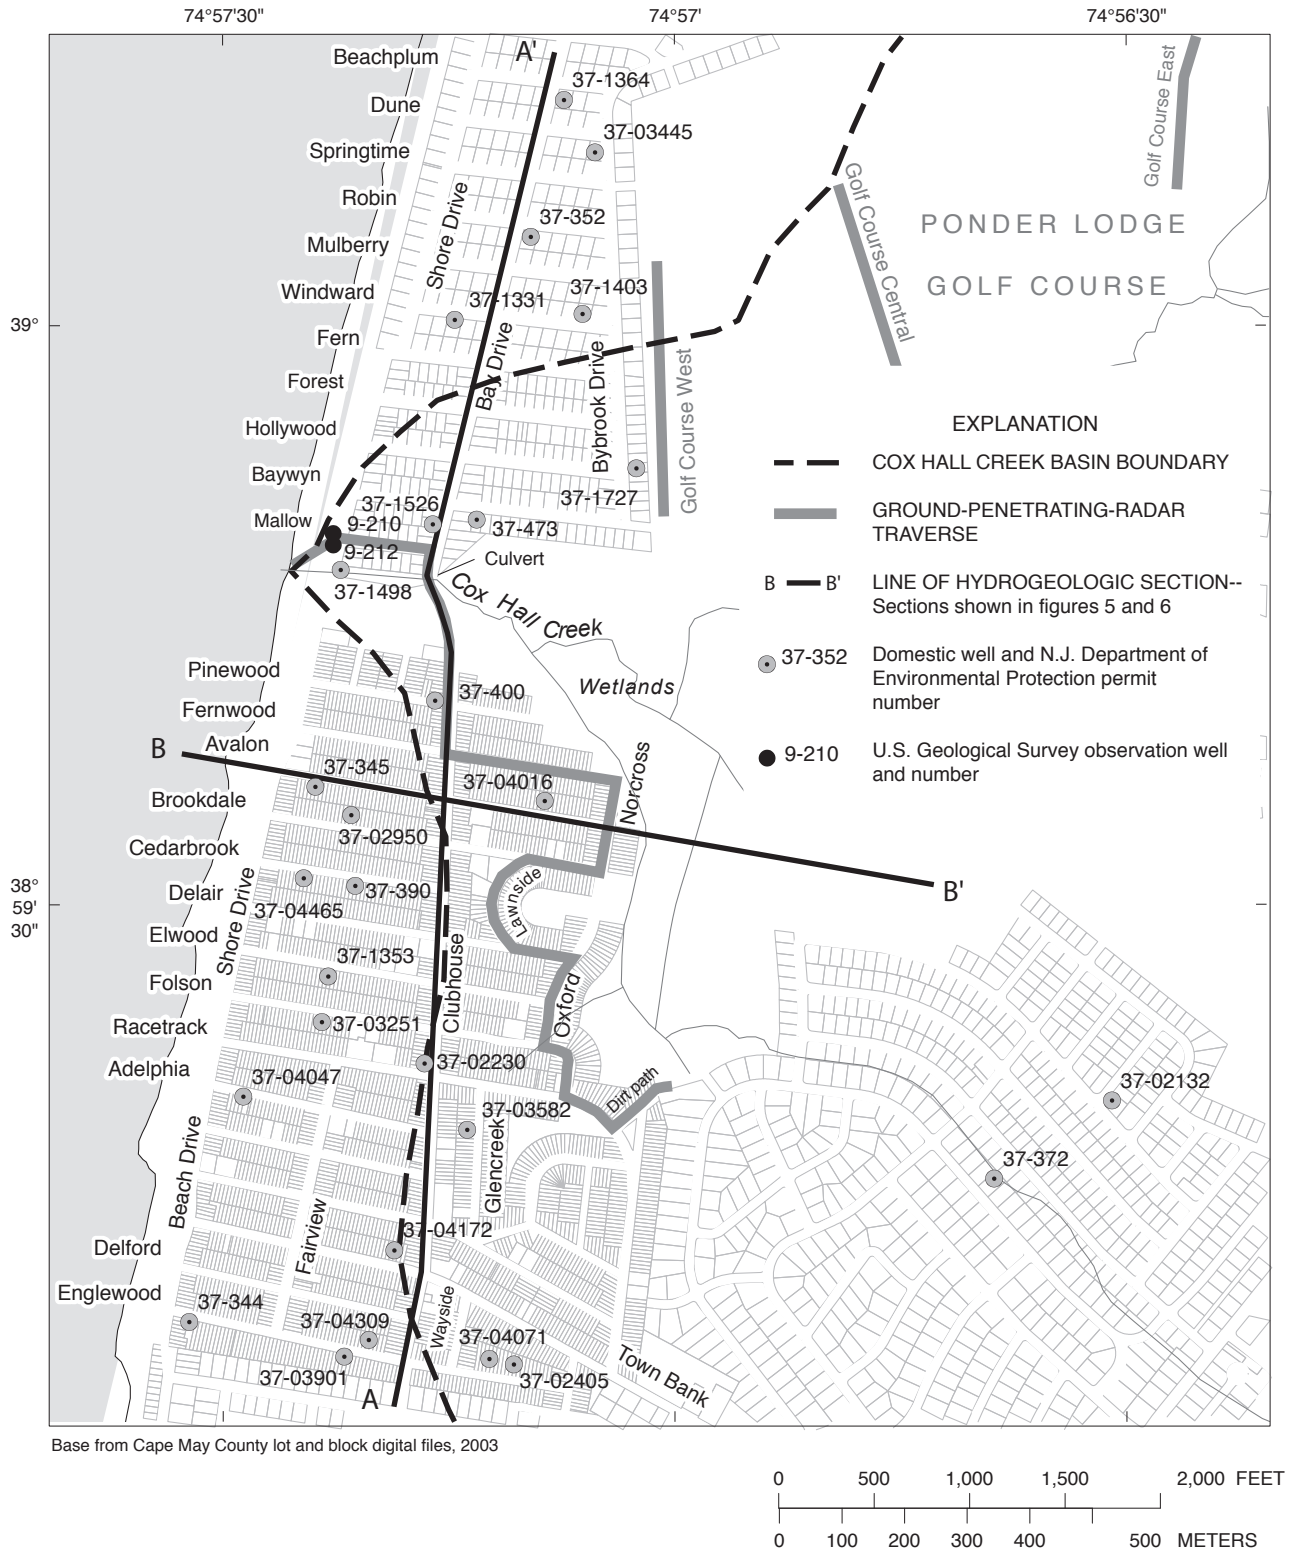 74°57'30"
74°57'
74°56'30"
Beachplum
A'
37-1364
Dune
37-03445
Springtime
Robin
37-352
Mulberry
Shore Drive
Windward
37-1403
37-1331
39°
Fern
Bay Drive
Forest
Bybrook Drive
Golf Course West
Golf Course Central
Golf Course East
PONDER LODGE
GOLF COURSE
Hollywood
Baywyn
37-1727
37-1526
Mallow
9-210
37-473
9-212
Culvert
37-1498
Cox Hall Creek
Wetlands
EXPLANATION
COX HALL CREEK BASIN BOUNDARY
GROUND-PENETRATING-RADAR
TRAVERSE
B B' LINE OF HYDROGEOLOGIC SECTION--
Sections shown in figures 5 and 6
37-352 Domestic well and N.J. Department of
Environmental Protection permit
number
9-210 U.S. Geological Survey observation well
and number
Pinewood
37-400
Fernwood
B
Avalon
37-345
37-04016
Norcross
Brookdale
37-02950
Cedarbrook
B'
38°
59'
30"
Delair
37-390
37-04465
Lawnside
Shore Drive
Elwood
37-1353
Folson
Clubhouse
Oxford
Racetrack
37-03251
Adelphia
37-02230
37-04047
Dirt path
37-02132
37-03582
Beach Drive
Glencreek
37-372
Fairview
37-04172
Delford
Englewood
37-344
37-04309
Wayside
37-04071
37-03901
37-02405
Town Bank
A
Base from Cape May County lot and block digital files, 2003
0 500 1,000 1,500 2,000 FEET
0 100 200 300 400 500 METERS